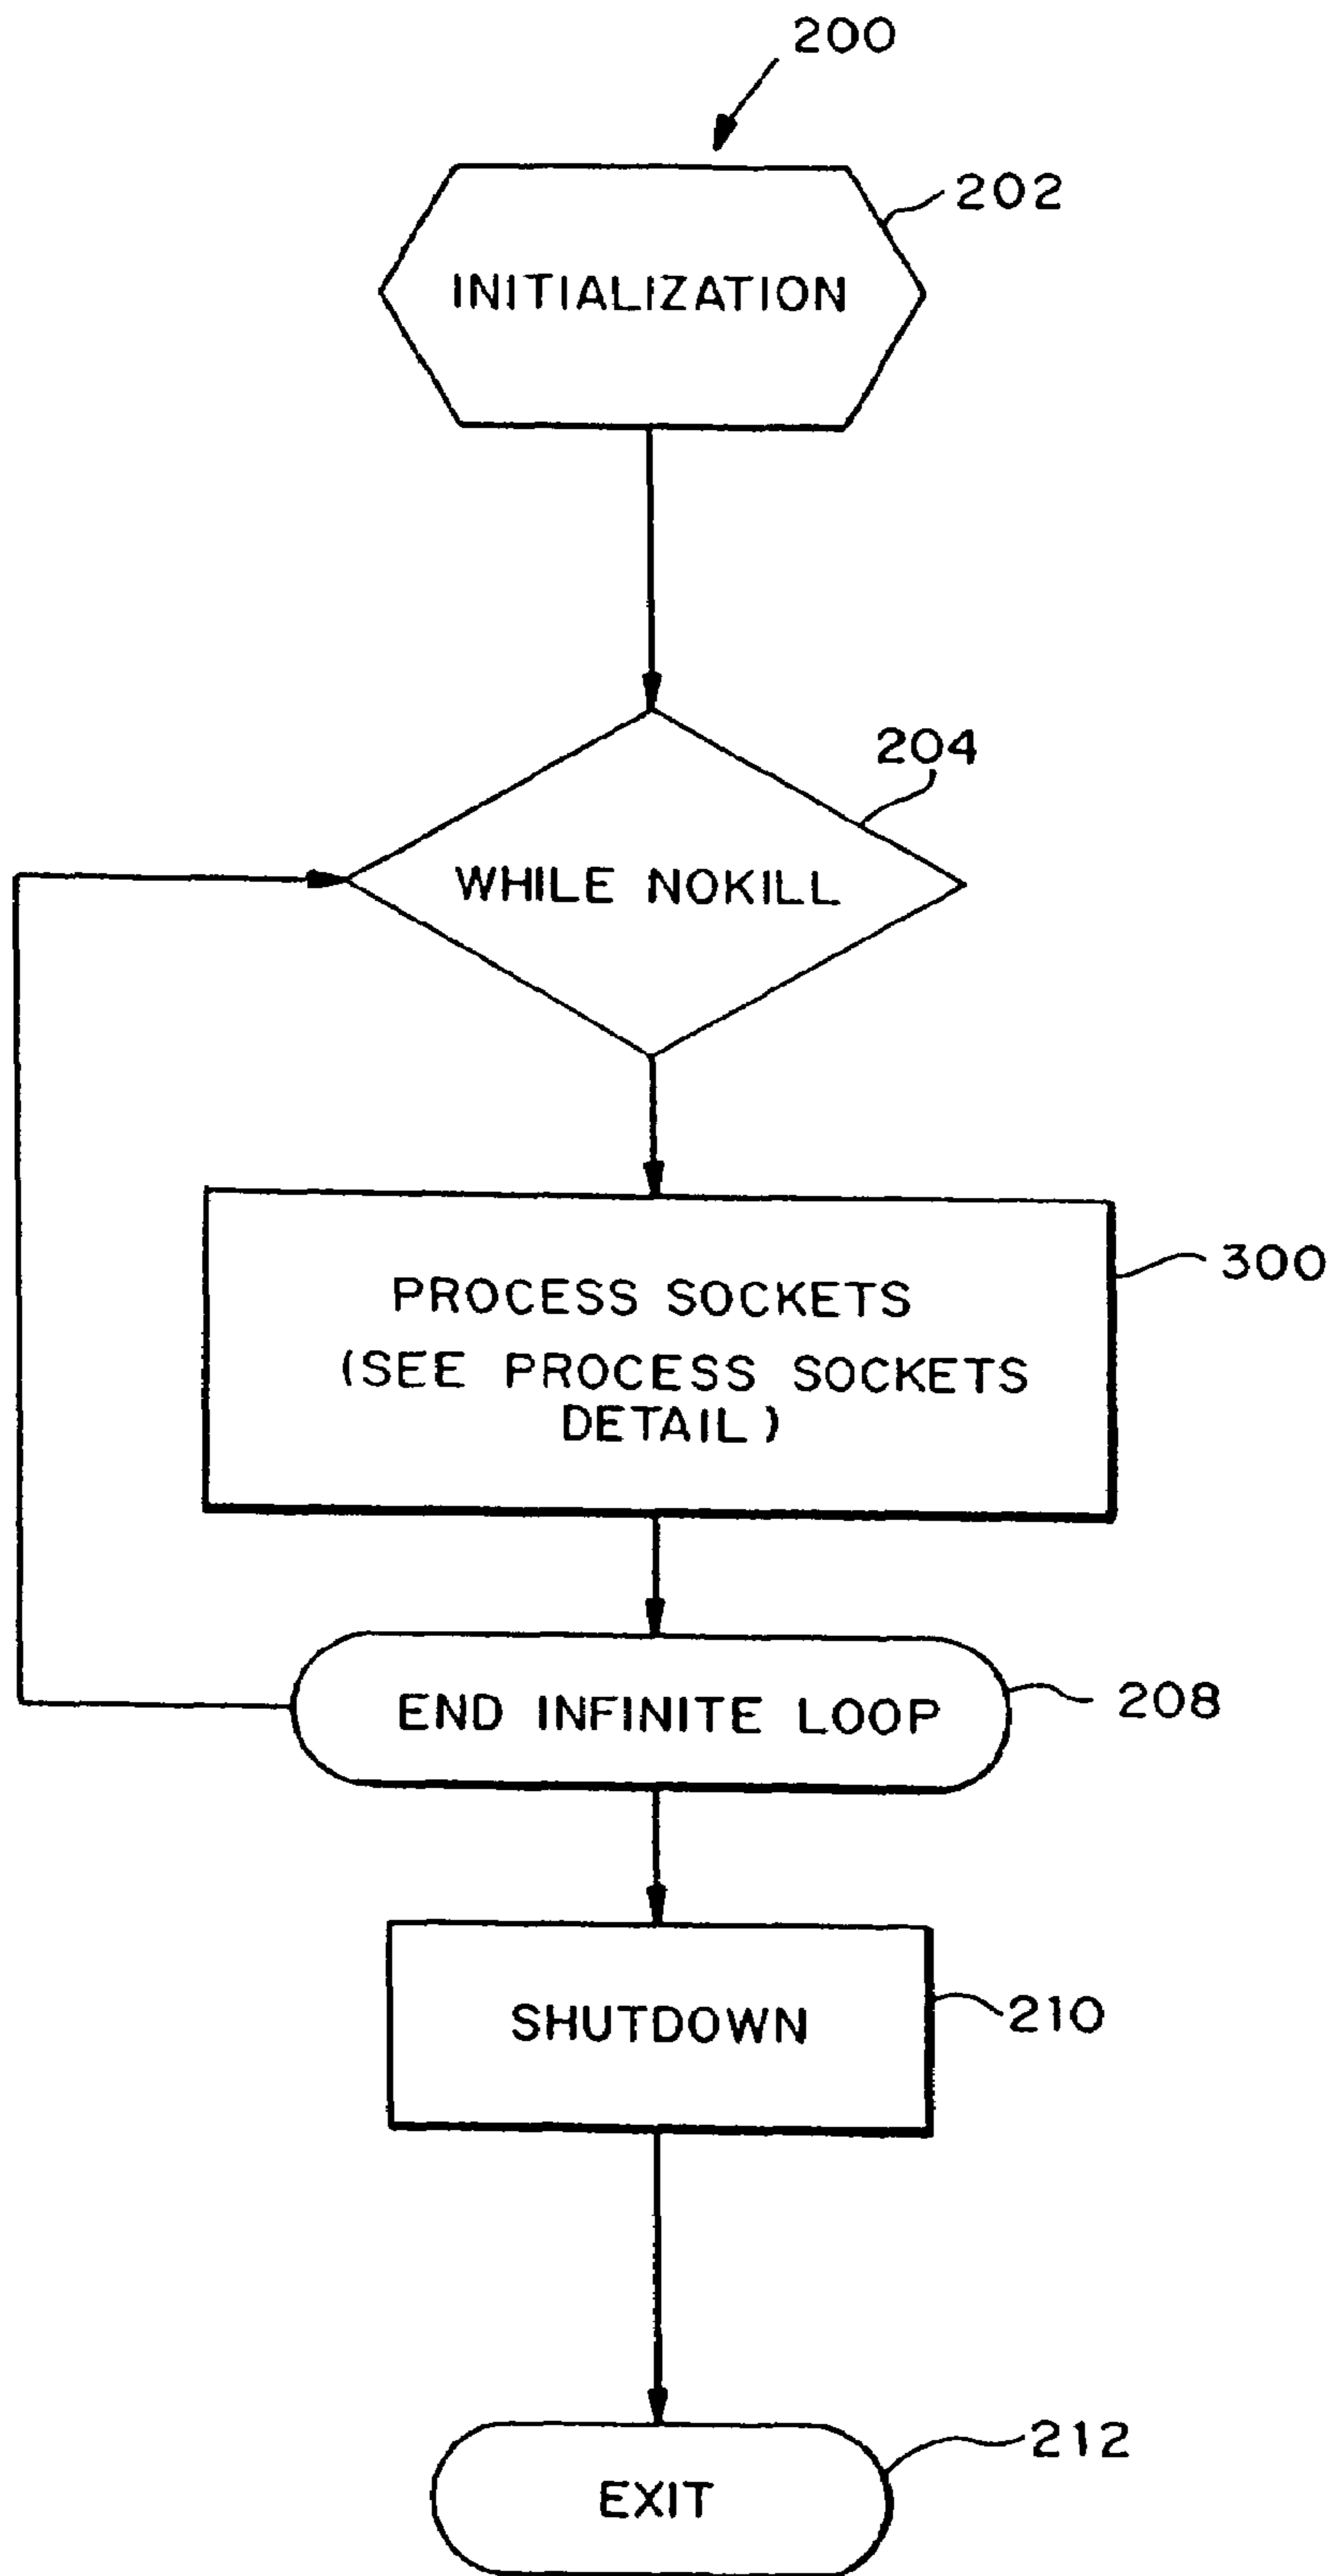 200
202
INITIALIZATION
204
WHILE NOKILL
300
PROCESS SOCKETS
(SEE PROCESS SOCKETS
DETAIL)
END INFINITE LOOP
208
SHUTDOWN
210
212
EXIT